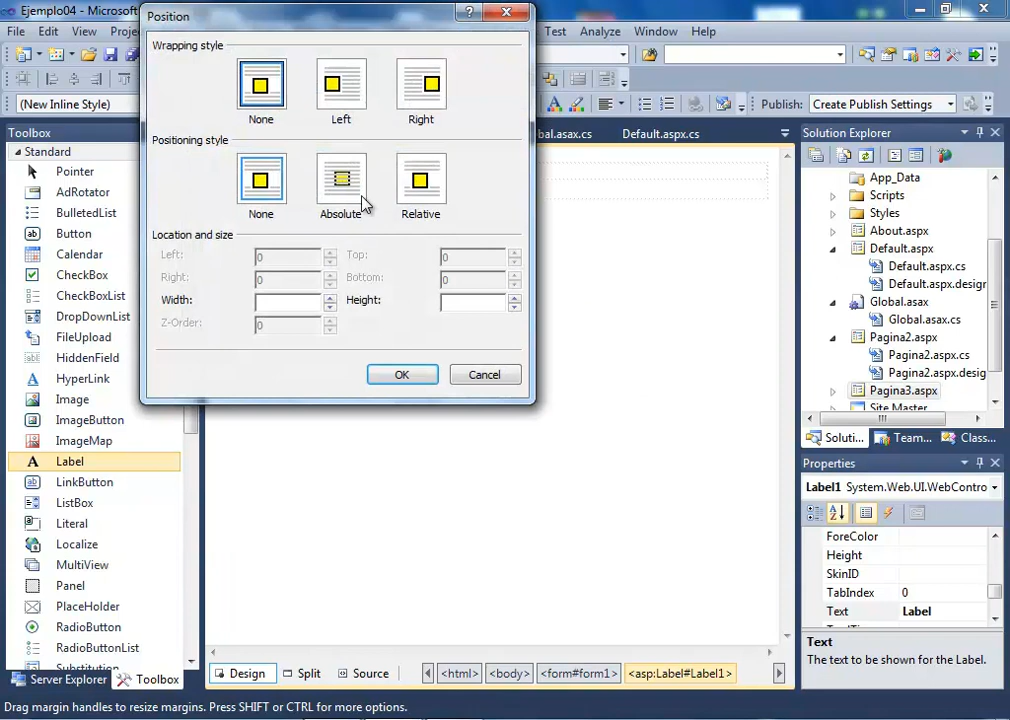 Ejemplo04 - Microsof
Position
File Edit View Proj
Test Analyze Window Help
Wrapping style
None Left Right
(New Inline Style)
Publish: Create Publish Settings
Toolbox
bal.asax.cs Default.aspx.cs
Solution Explorer
Standard
Pointer
AdRotator
BulletedList
Button
Calendar
CheckBox
CheckBoxList
DropDownList
FileUpload
HiddenField
HyperLink
Image
ImageButton
ImageMap
Label
LinkButton
ListBox
Literal
Localize
MultiView
Panel
PlaceHolder
RadioButton
RadioButtonList
Substitution
Server Explorer Toolbox
Positioning style
None Absolute Relative
Location and size
Left: 0 Top: 0
Right: 0 Bottom: 0
Width: Height:
Z-Order: 0
OK Cancel
App_Data
Scripts
Styles
About.aspx
Default.aspx
Default.aspx.cs
Default.aspx.design
Global.asax
Global.asax.cs
Pagina2.aspx
Pagina2.aspx.cs
Pagina2.aspx.design
Pagina3.aspx
Site.Master
Soluti... Team... Class...
Properties
Label1 System.Web.UI.WebContro
ForeColor
Height
SkinID
TabIndex 0
Text Label
Text
The text to be shown for the Label.
Design Split Source
<html> <body> <form#form1> <asp:Label#Label1>
Drag margin handles to resize margins. Press SHIFT or CTRL for more options.